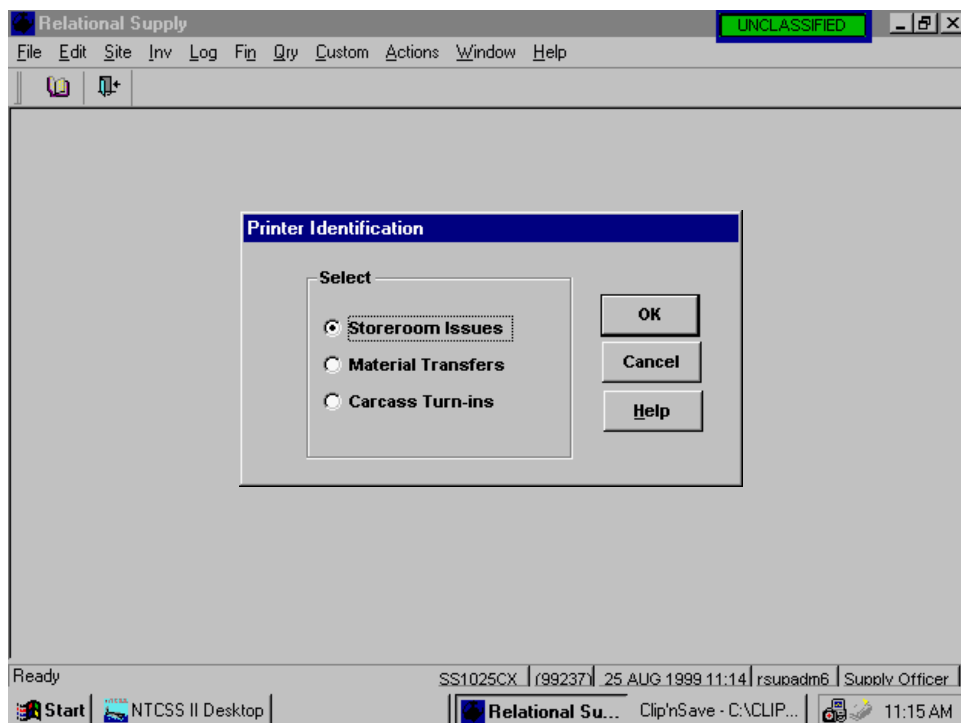 Relational Supply UNCLASSIFIED
File Edit Site Inv Log Fin Qry Custom Actions Window Help
Printer Identification
Select
Storeroom Issues
Material Transfers
Carcass Turn-ins
OK
Cancel
Help
Ready SS1025CX (99237) 25 AUG 1999 11:14 rsupadm6 Supply Officer
Start NTCSS II Desktop Relational Su... Clip'nSave - C:\CLIP... 11:15 AM